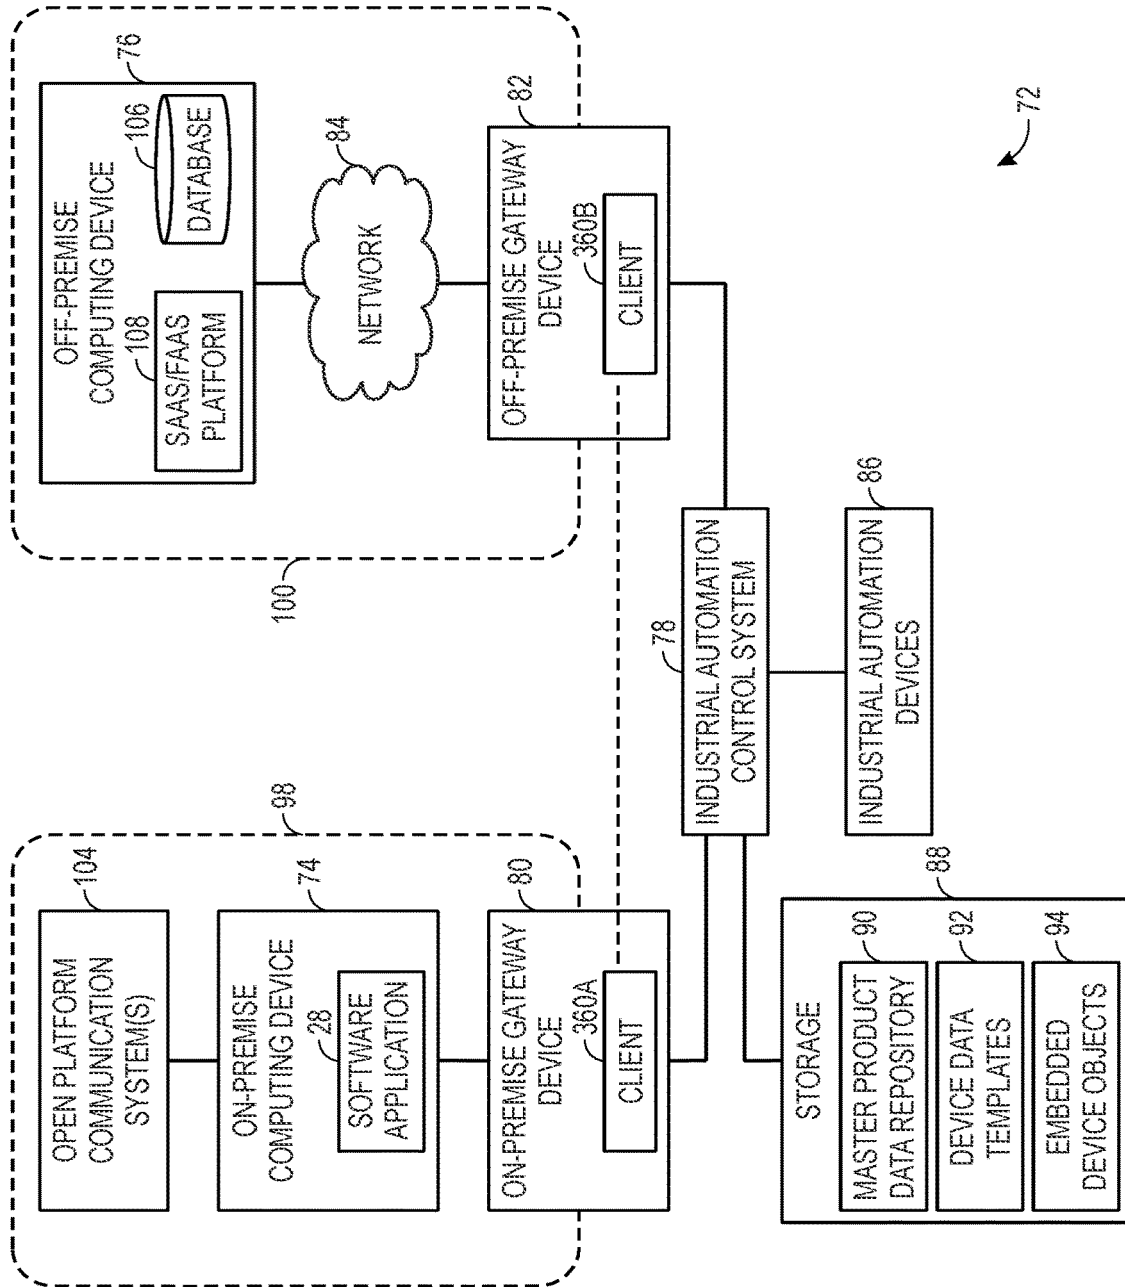 OPEN PLATFORM
COMMUNICATION
SYSTEM(S)
104
98
ON-PREMISE
COMPUTING DEVICE
74
28
SOFTWARE
APPLICATION
ON-PREMISE GATEWAY
DEVICE
80
360A
CLIENT
100
OFF-PREMISE
COMPUTING DEVICE
76
108
SAAS/FAAS
PLATFORM
106
DATABASE
NETWORK
84
OFF-PREMISE GATEWAY
DEVICE
82
360B
CLIENT
78
INDUSTRIAL AUTOMATION
CONTROL SYSTEM
INDUSTRIAL AUTOMATION
DEVICES
86
STORAGE
88
MASTER PRODUCT
DATA REPOSITORY
90
DEVICE DATA
TEMPLATES
92
EMBEDDED
DEVICE OBJECTS
94
72